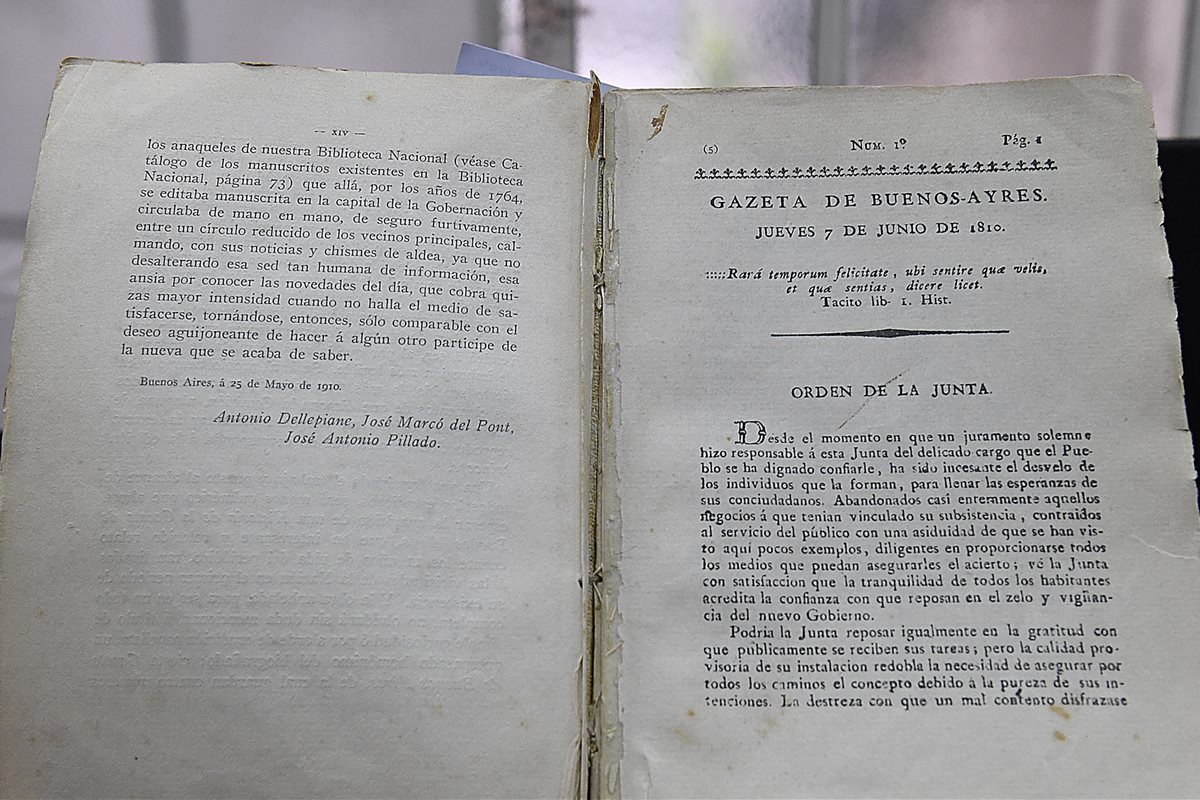 -- XIV —
los anaqueles de nuestra Biblioteca Nacional (véase Ca-
tálogo de los manuscritos existentes en la Biblioteca
Nacional, página 73) que allá, por los años de 1764,
se editaba manuscrita en la capital de la Gobernación y
circulaba de mano en mano, de seguro furtivamente,
entre un círculo reducido de los vecinos principales, cal-
mando, con sus noticias y chismes de aldea, ya que no
desalterando esa sed tan humana de información, esa
ansia por conocer las novedades del día, que cobra qui-
zas mayor intensidad cuando no halla el medio de sa-
tisfacerse, tornándose, entonces, sólo comparable con el
deseo aguijoneante de hacer á algún otro partícipe de
la nueva que se acaba de saber.
Buenos Aires, á 25 de Mayo de 1910.
Antonio Dellepiane, José Marcó del Pont,
José Antonio Pillado.
(5) NUM. 1º Pág. 1
GAZETA DE BUENOS-AYRES.
JUEVES 7 DE JUNIO DE 1810.
:::::Rará temporum felicitate, ubi sentire quæ velis,
et quæ sentias, dicere licet.
Tacito lib- 1. Hist.
ORDEN DE LA JUNTA.
Desde el momento en que un juramento solemne
hizo responsable á esta Junta del delicado cargo que el Pue-
blo se ha dignado confiarle, ha sido incesante el desvelo de
los individuos que la forman, para llenar las esperanzas de
sus conciudadanos. Abandonados casi enteramente aquellos
negocios á que tenian vinculado su subsistencia, contraidos
al servicio del público con una asiduidad de que se han vis-
to aquí pocos exemplos, diligentes en proporcionarse todos
los medios que puedan asegurarles el acierto; vé la Junta
con satisfaccion que la tranquilidad de todos los habitantes
acredita la confianza con que reposan en el zelo y vigilan-
cia del nuevo Gobierno.
Podria la Junta reposar igualmente en la gratitud con
que públicamente se reciben sus tareas; pero la calidad pro-
visoria de su instalacion redobla la necesidad de asegurar por
todos los caminos el concepto debido á la pureza de sus in-
tenciones. La destreza con que un mal contento disfrazase